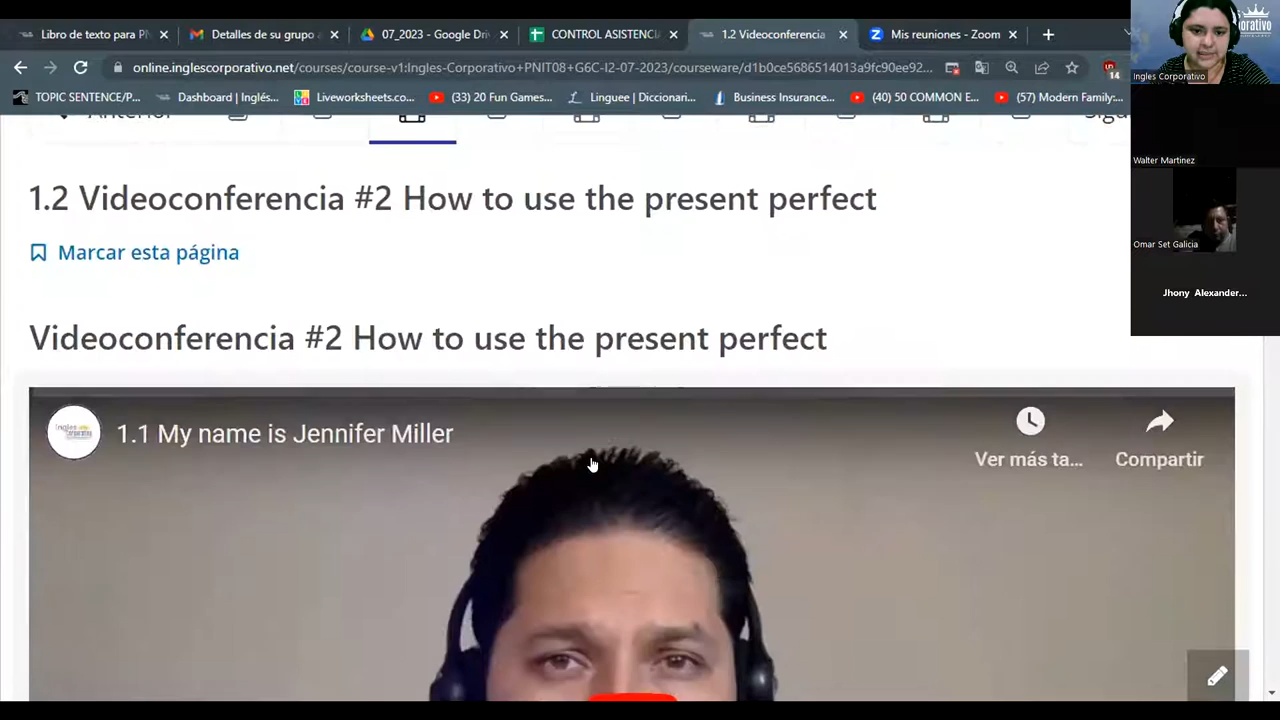 Libro de texto para PN
Detalles de su grupo a
07_2023 - Google Dri
CONTROL ASISTENCIA
1.2 Videoconferencia
Mis reuniones - Zoom
online.inglescorporativo.net/courses/course-v1:Ingles-Corporativo+PNIT08+G6C-I2-07-2023/courseware/d1b0ce5686514013a9fc90ee92...
14
TOPIC SENTENCE/P...
Dashboard | Inglés...
Liveworksheets.co...
(33) 20 Fun Games...
Linguee | Diccionari...
Business Insurance...
(40) 50 COMMON E...
(57) Modern Family:...
Anterior
1.2 Videoconferencia #2 How to use the present perfect
Marcar esta página
Videoconferencia #2 How to use the present perfect
1.1 My name is Jennifer Miller
Ver más ta...
Compartir
Ingles Corporativo
Walter Martinez
Omar Set Galicia
Jhony Alexander...